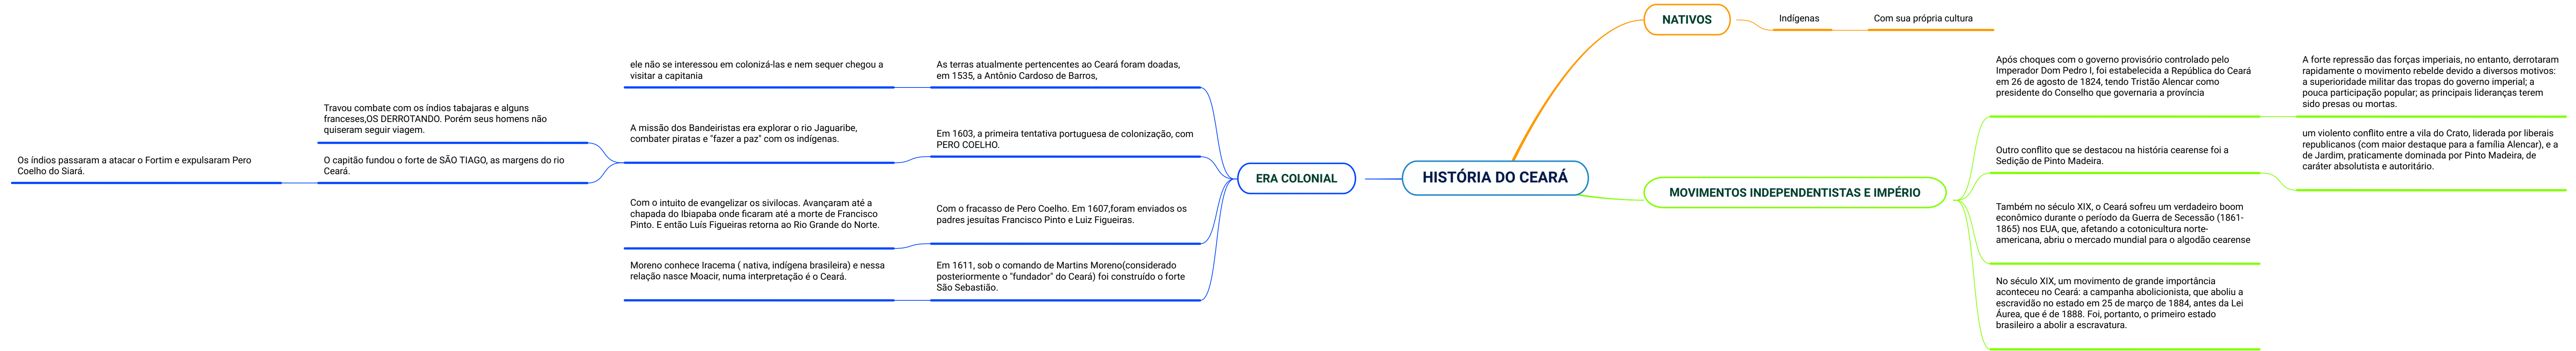 HISTÓRIA DO CEARÁ
NATIVOS
Indígenas
Com sua própria cultura
MOVIMENTOS INDEPENDENTISTAS E IMPÉRIO
Após choques com o governo provisório controlado pelo
Imperador Dom Pedro I, foi estabelecida a República do Ceará
em 26 de agosto de 1824, tendo Tristão Alencar como
presidente do Conselho que governaria a província
A forte repressão das forças imperiais, no entanto, derrotaram
rapidamente o movimento rebelde devido a diversos motivos:
a superioridade militar das tropas do governo imperial; a
pouca participação popular; as principais lideranças terem
sido presas ou mortas.
Outro conflito que se destacou na história cearense foi a
Sedição de Pinto Madeira.
um violento conflito entre a vila do Crato, liderada por liberais
republicanos (com maior destaque para a família Alencar), e a
de Jardim, praticamente dominada por Pinto Madeira, de
caráter absolutista e autoritário.
Também no século XIX, o Ceará sofreu um verdadeiro boom
econômico durante o período da Guerra de Secessão (1861-
1865) nos EUA, que, afetando a cotonicultura norte-
americana, abriu o mercado mundial para o algodão cearense
No século XIX, um movimento de grande importância
aconteceu no Ceará: a campanha abolicionista, que aboliu a
escravidão no estado em 25 de março de 1884, antes da Lei
Áurea, que é de 1888. Foi, portanto, o primeiro estado
brasileiro a abolir a escravatura.
ERA COLONIAL
As terras atualmente pertencentes ao Ceará foram doadas,
em 1535, a Antônio Cardoso de Barros,
ele não se interessou em colonizá-las e nem sequer chegou a
visitar a capitania
Em 1603, a primeira tentativa portuguesa de colonização, com
PERO COELHO.
A missão dos Bandeiristas era explorar o rio Jaguaribe,
combater piratas e "fazer a paz" com os indígenas.
Travou combate com os índios tabajaras e alguns
franceses,OS DERROTANDO. Porém seus homens não
quiseram seguir viagem.
O capitão fundou o forte de SÃO TIAGO, as margens do rio
Ceará.
Os índios passaram a atacar o Fortim e expulsaram Pero
Coelho do Siará.
Com o fracasso de Pero Coelho. Em 1607,foram enviados os
padres jesuítas Francisco Pinto e Luiz Figueiras.
Com o intuito de evangelizar os sivilocas. Avançaram até a
chapada do Ibiapaba onde ficaram até a morte de Francisco
Pinto. E então Luís Figueiras retorna ao Rio Grande do Norte.
Em 1611, sob o comando de Martins Moreno(considerado
posteriormente o "fundador" do Ceará) foi construído o forte
São Sebastião.
Moreno conhece Iracema ( nativa, indígena brasileira) e nessa
relação nasce Moacir, numa interpretação é o Ceará.